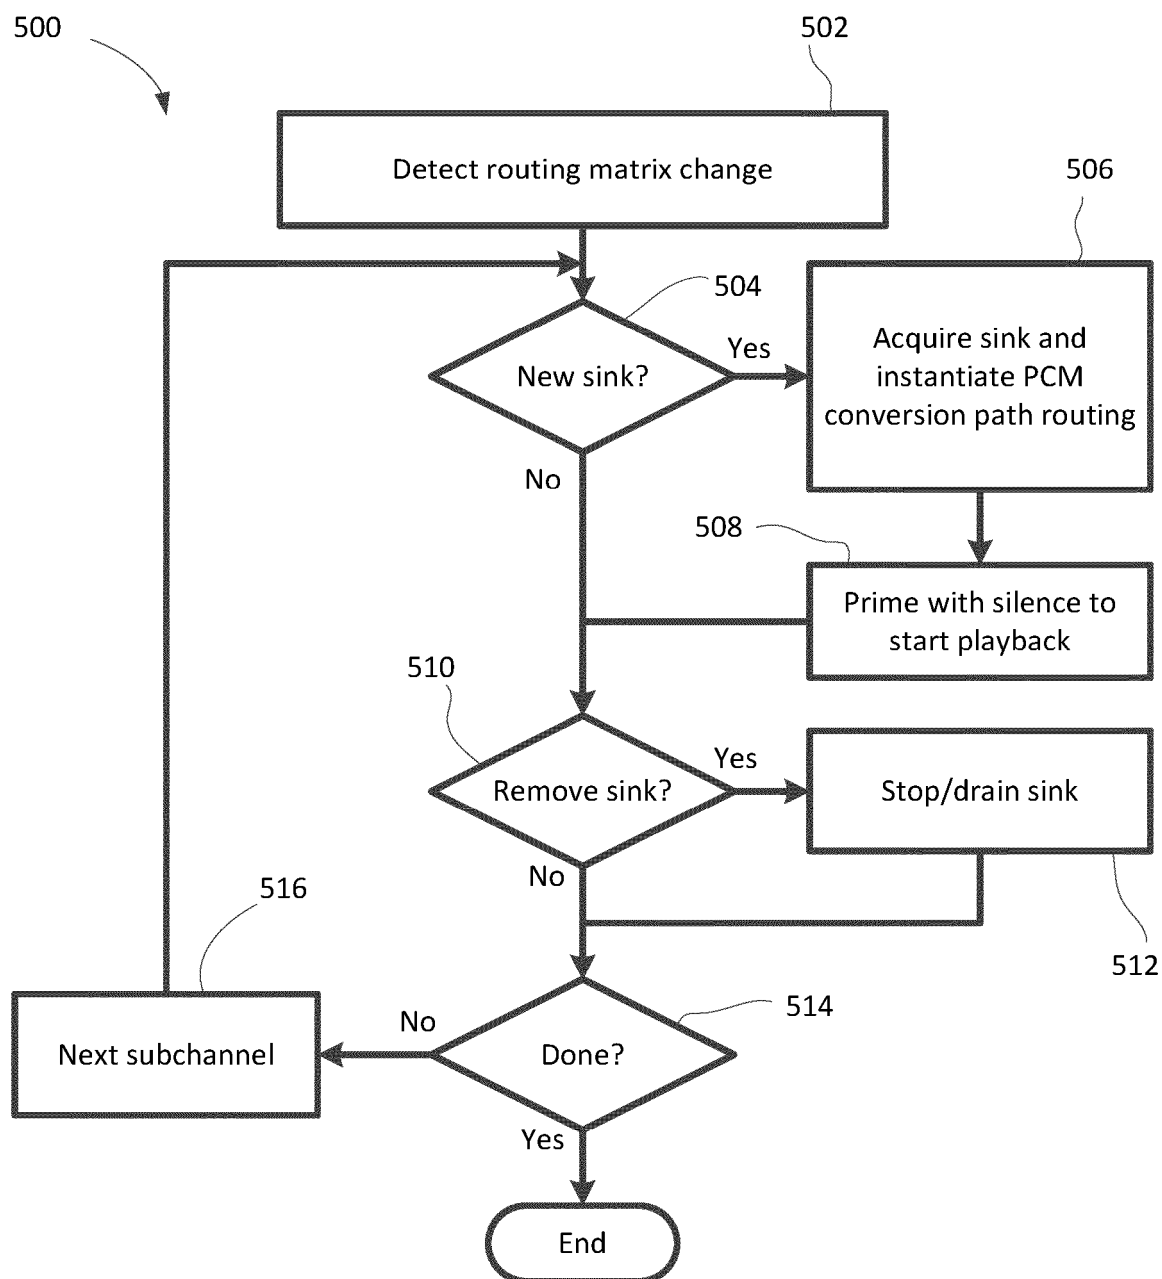 500
502
Detect routing matrix change
506
504
New sink?
Yes
Acquire sink and
instantiate PCM
conversion path routing
No
508
Prime with silence to
start playback
510
Remove sink?
Yes
Stop/drain sink
No
516
512
514
No
Next subchannel
Done?
Yes
End